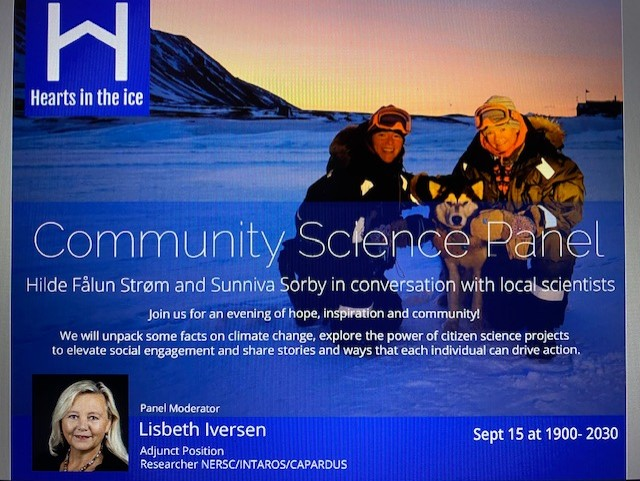 Hearts in the ice
Community Science Panel
Hilde Fålun Strøm and Sunniva Sorby in conversation with local scientists
Join us for an evening of hope, inspiration and community!
We will unpack some facts on climate change, explore the power of citizen science projects
to elevate social engagement and share stories and ways that each individual can drive action.
Panel Moderator
Lisbeth Iversen
Adjunct Position
Researcher NERSC/INTAROS/CAPARDUS
Sept 15 at 1900- 2030